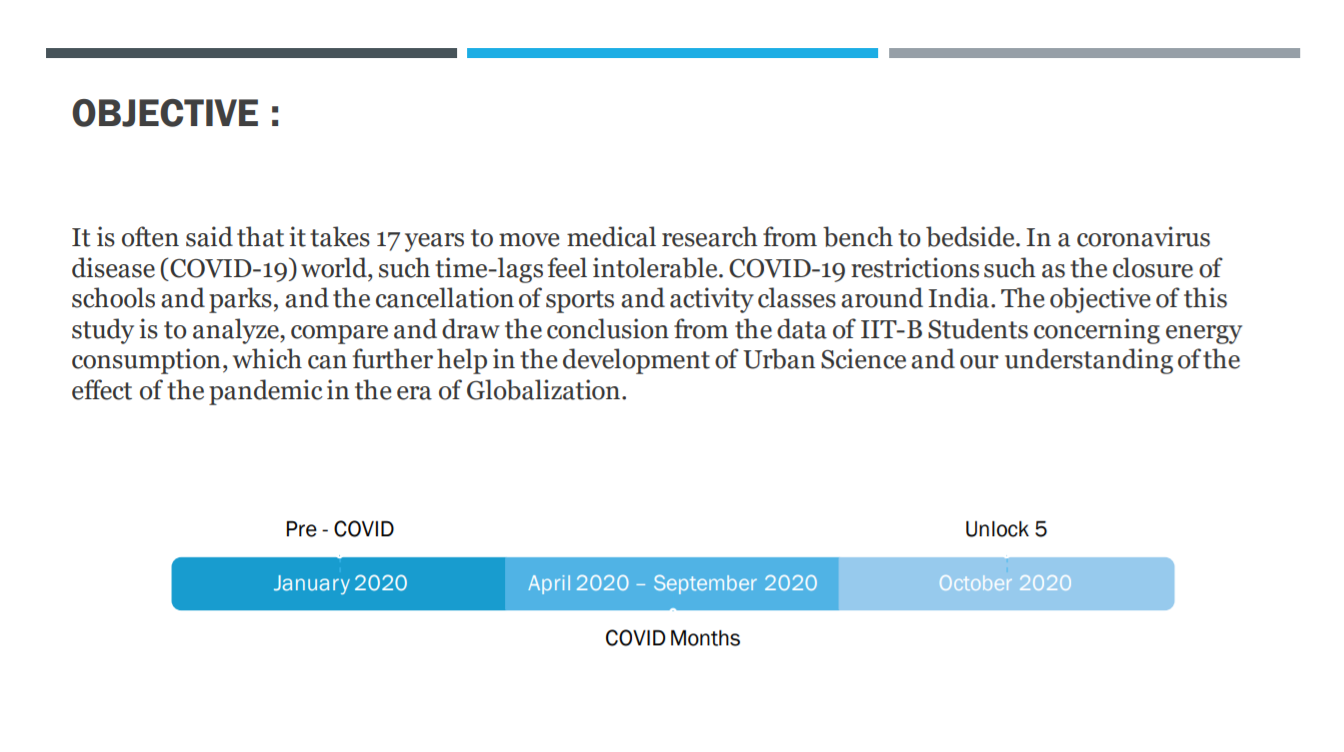 OBJECTIVE :
It is often said that it takes 17 years to move medical research from bench to bedside. In a coronavirus
disease (COVID-19) world, such time-lags feel intolerable. COVID-19 restrictions such as the closure of
schools and parks, and the cancellation of sports and activity classes around India. The objective of this
study is to analyze, compare and draw the conclusion from the data of IIT-B Students concerning energy
consumption, which can further help in the development of Urban Science and our understanding of the
effect of the pandemic in the era of Globalization.
Pre - COVID
Unlock 5
January 2020
April 2020 – September 2020
October 2020
COVID Months